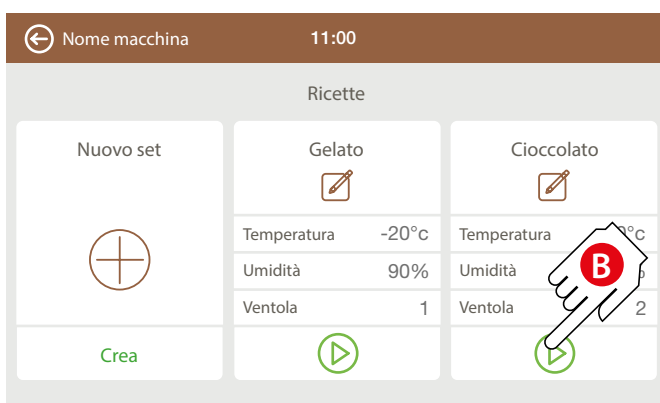 Nome macchina 11:00
Ricette
Nuovo set
Crea
Gelato
Temperatura -20°c
Umidità 90%
Ventola 1
Cioccolato
Temperatura °c
Umidità
Ventola 2
B